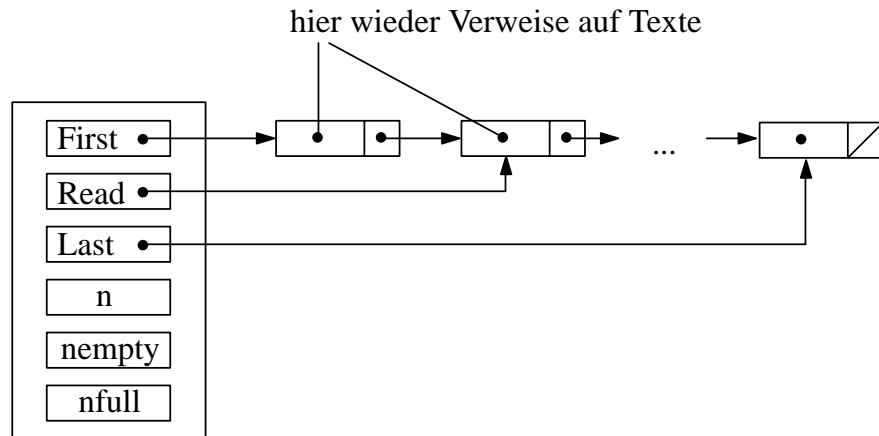 hier wieder Verweise auf Texte
First
Read
Last
n
nempty
nfull
...